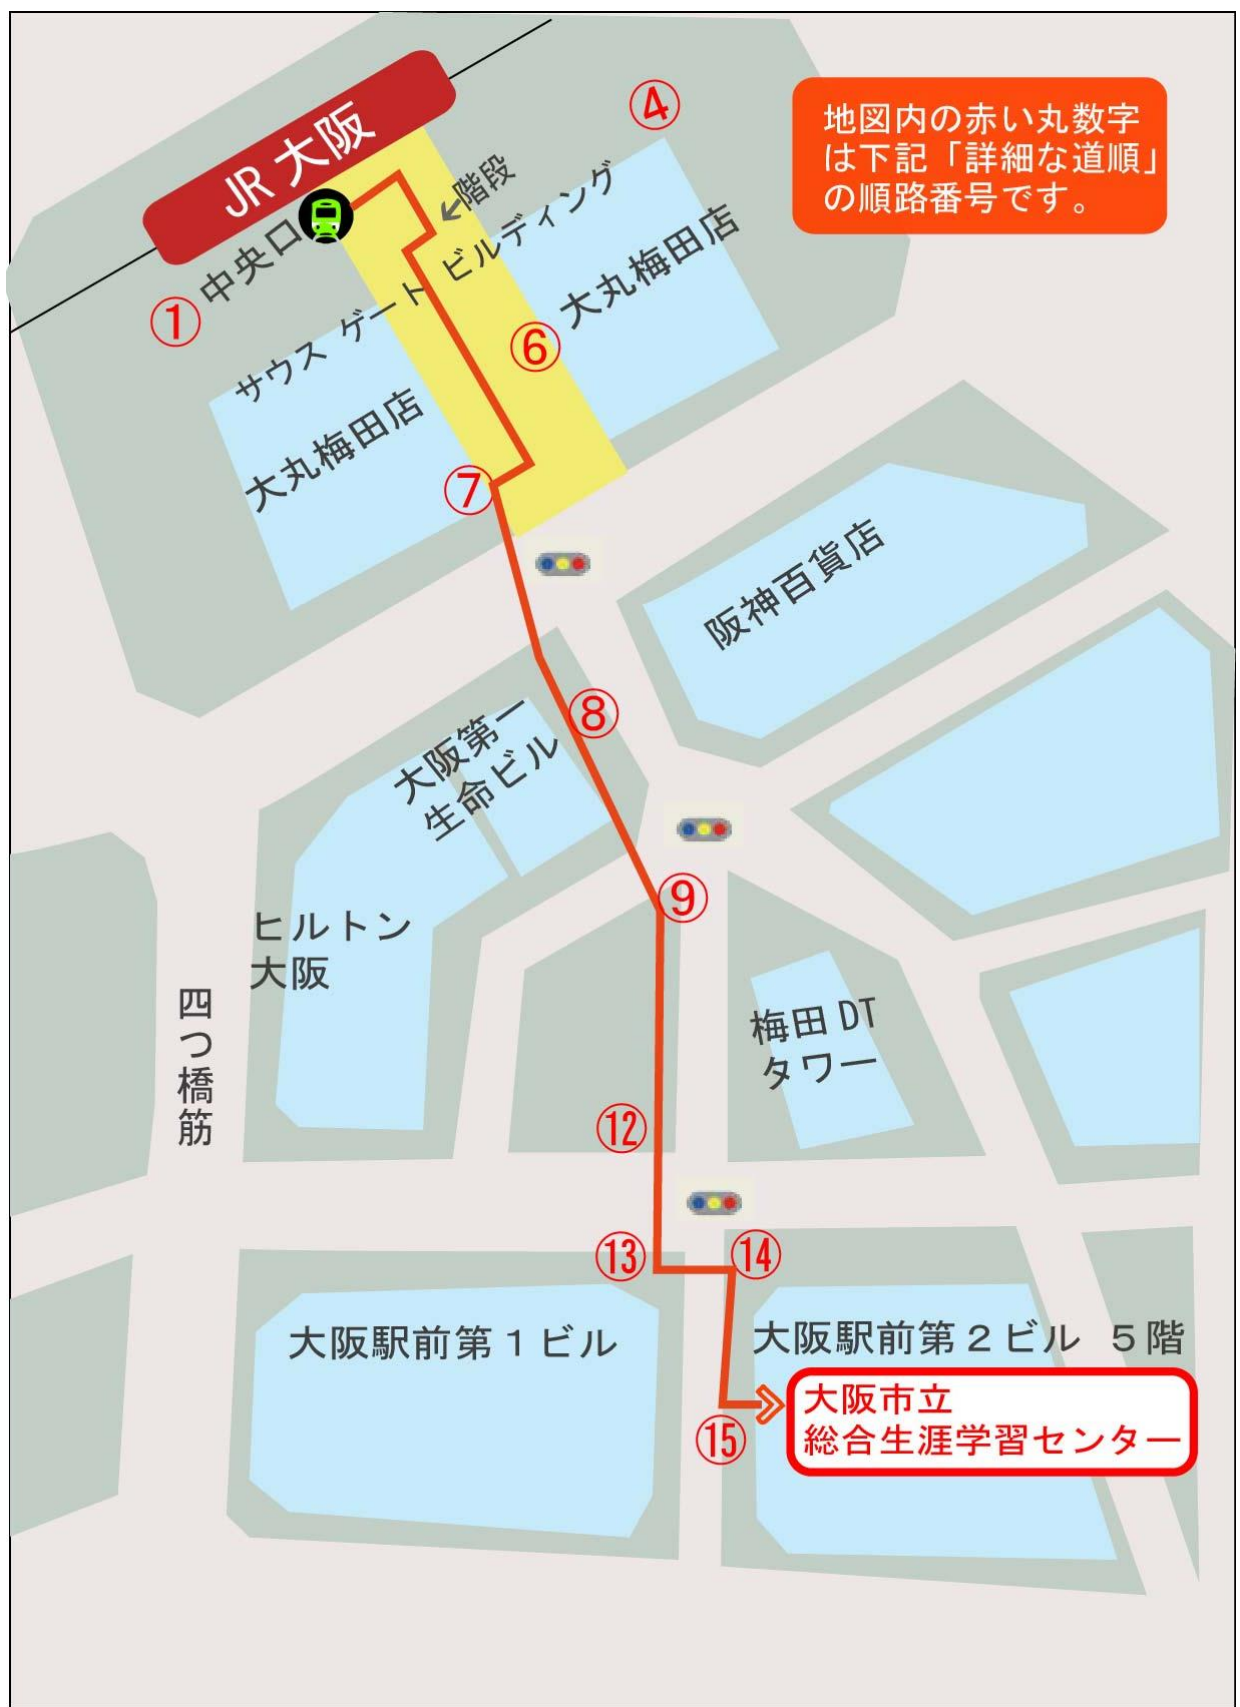 JR 大阪
④
地図内の赤い丸数字
は下記「詳細な道順」
の順路番号です。
←階段
中央口
①
サウス ゲート ビルディング
大丸梅田店
⑥
大丸梅田店
⑦
阪神百貨店
⑧
大阪第一
生命ビル
⑨
ヒルトン
大阪
四つ橋筋
梅田 DT
タワー
⑫
⑬
⑭
大阪駅前第１ビル
大阪駅前第２ビル ５階
大阪市立
総合生涯学習センター
⑮